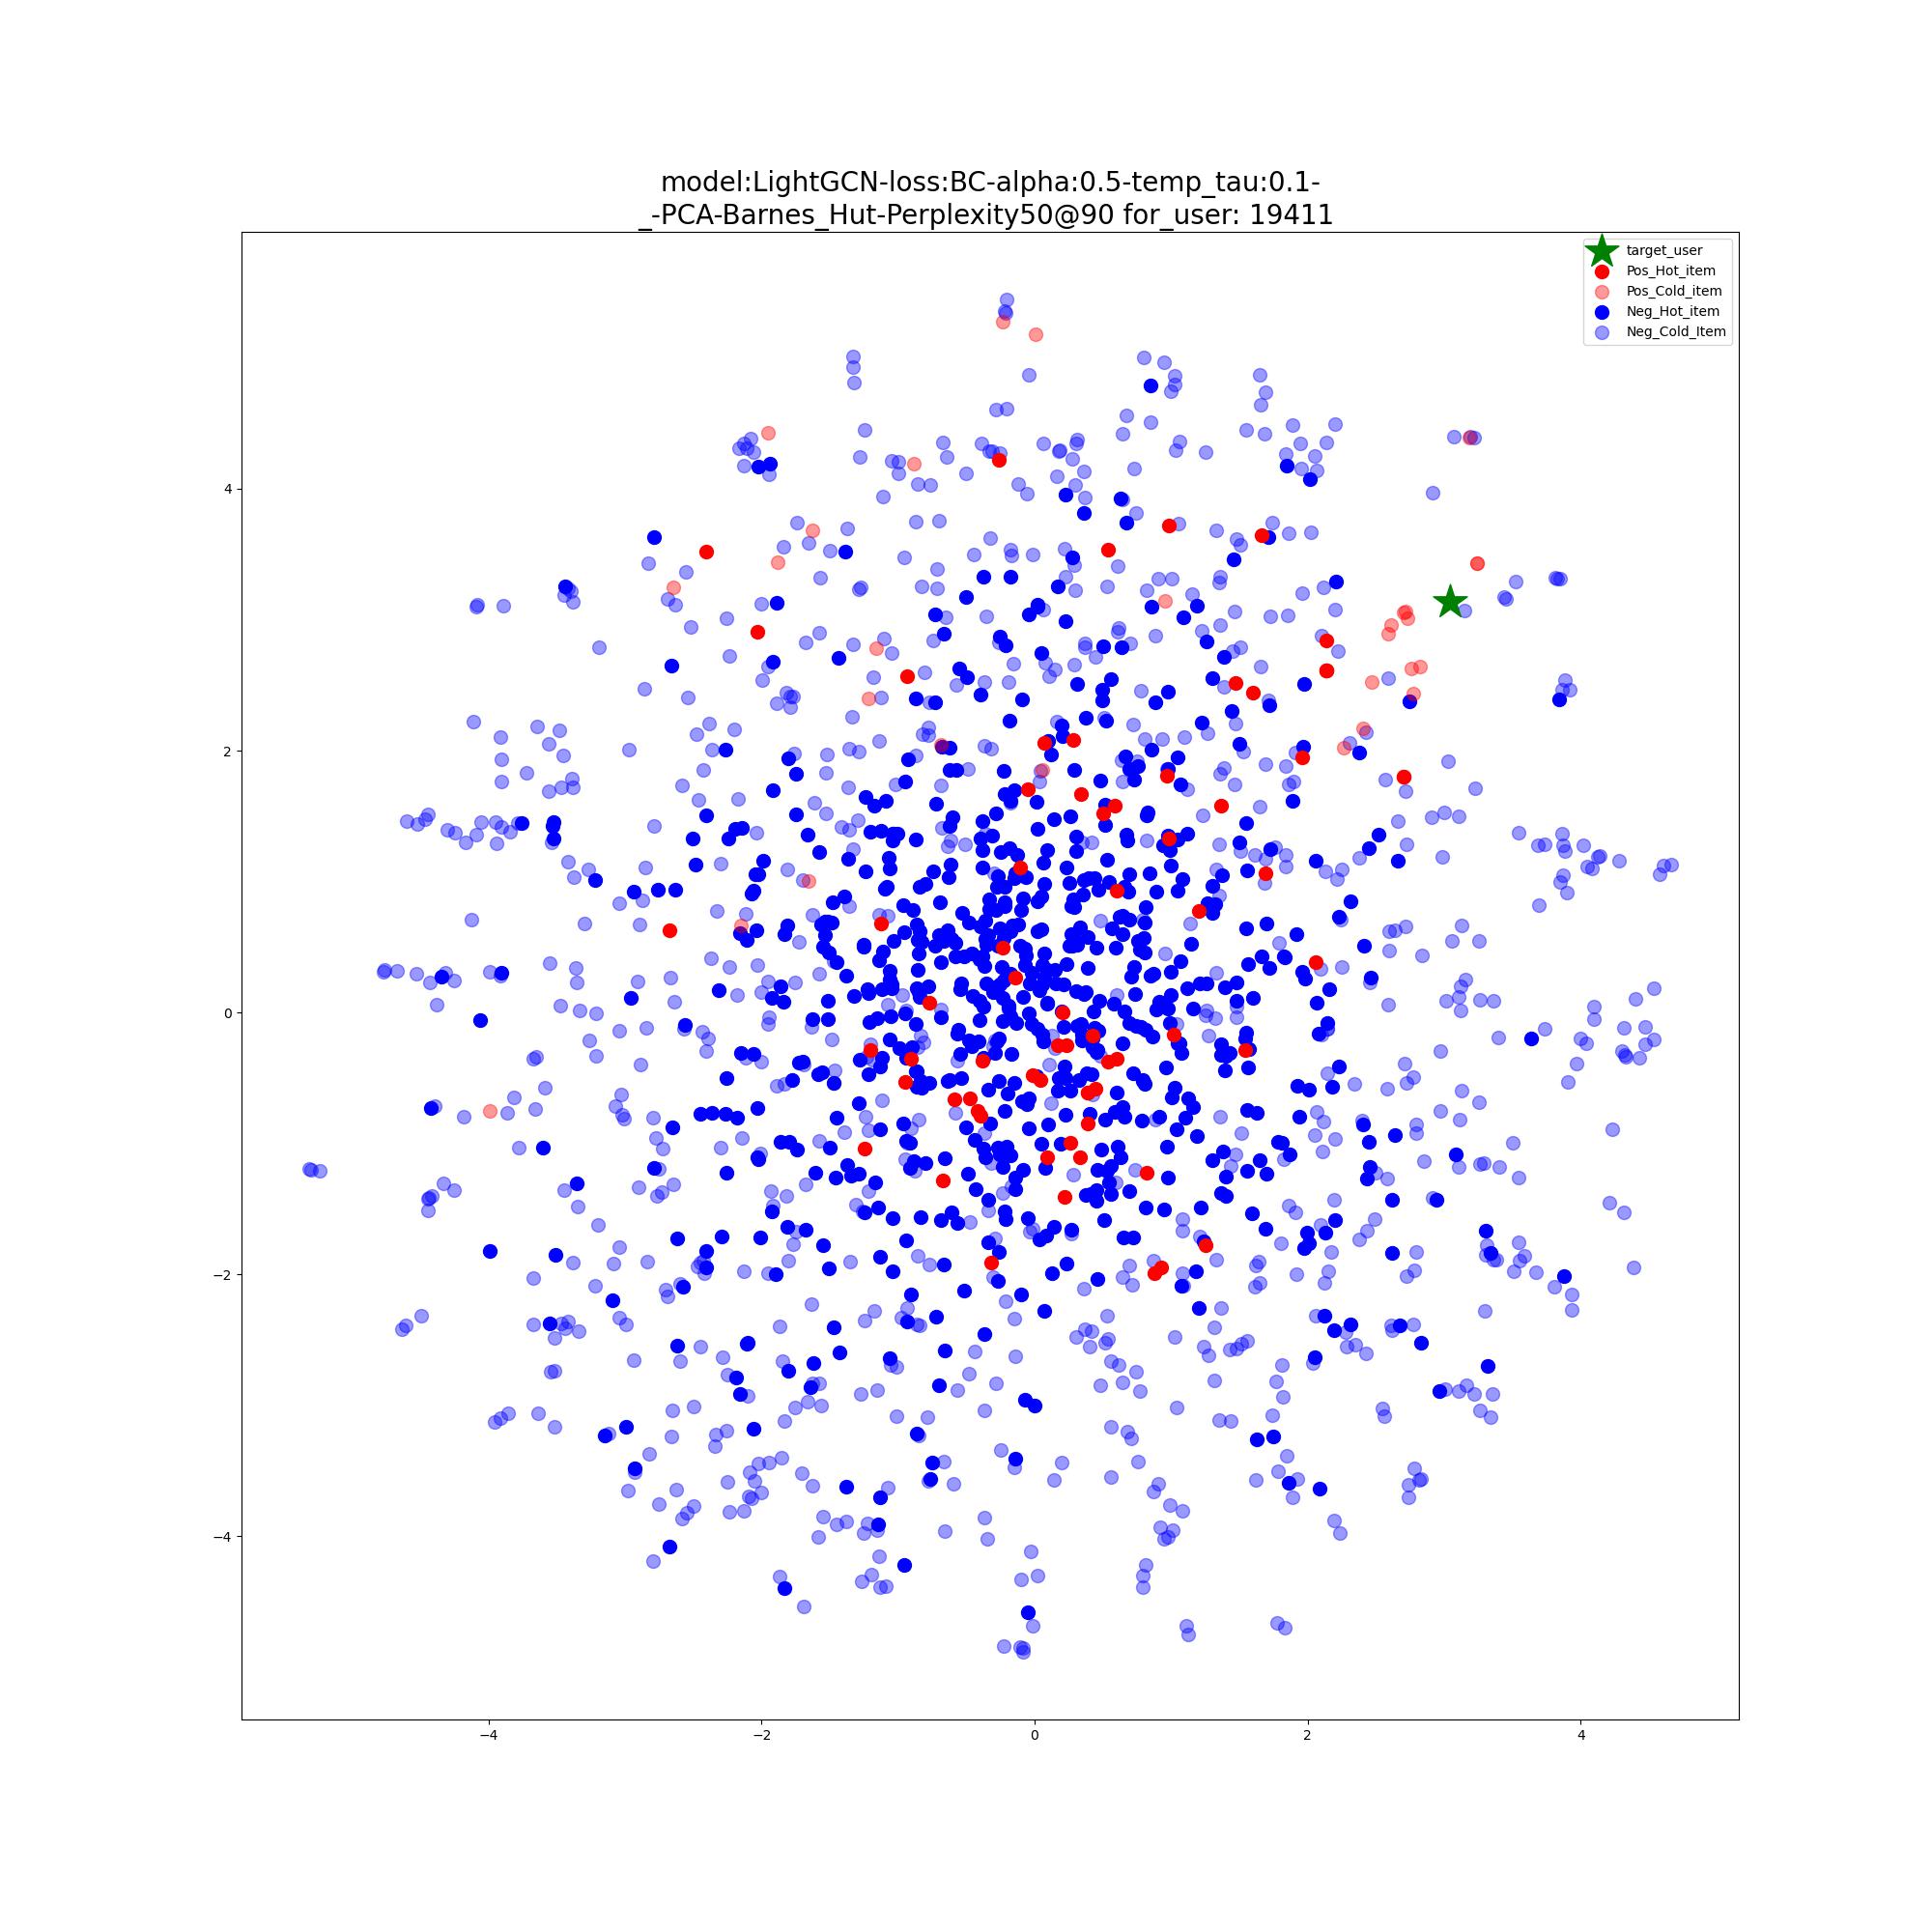 model:LightGCN-loss:BC-alpha:0.5-temp_tau:0.1-
_-PCA-Barnes_Hut-Perplexity50@90 for_user: 19411
target_user
Pos_Hot_item
Pos_Cold_item
Neg_Hot_item
Neg_Cold_Item
4
2
0
−2
−4
−4
−2
0
2
4